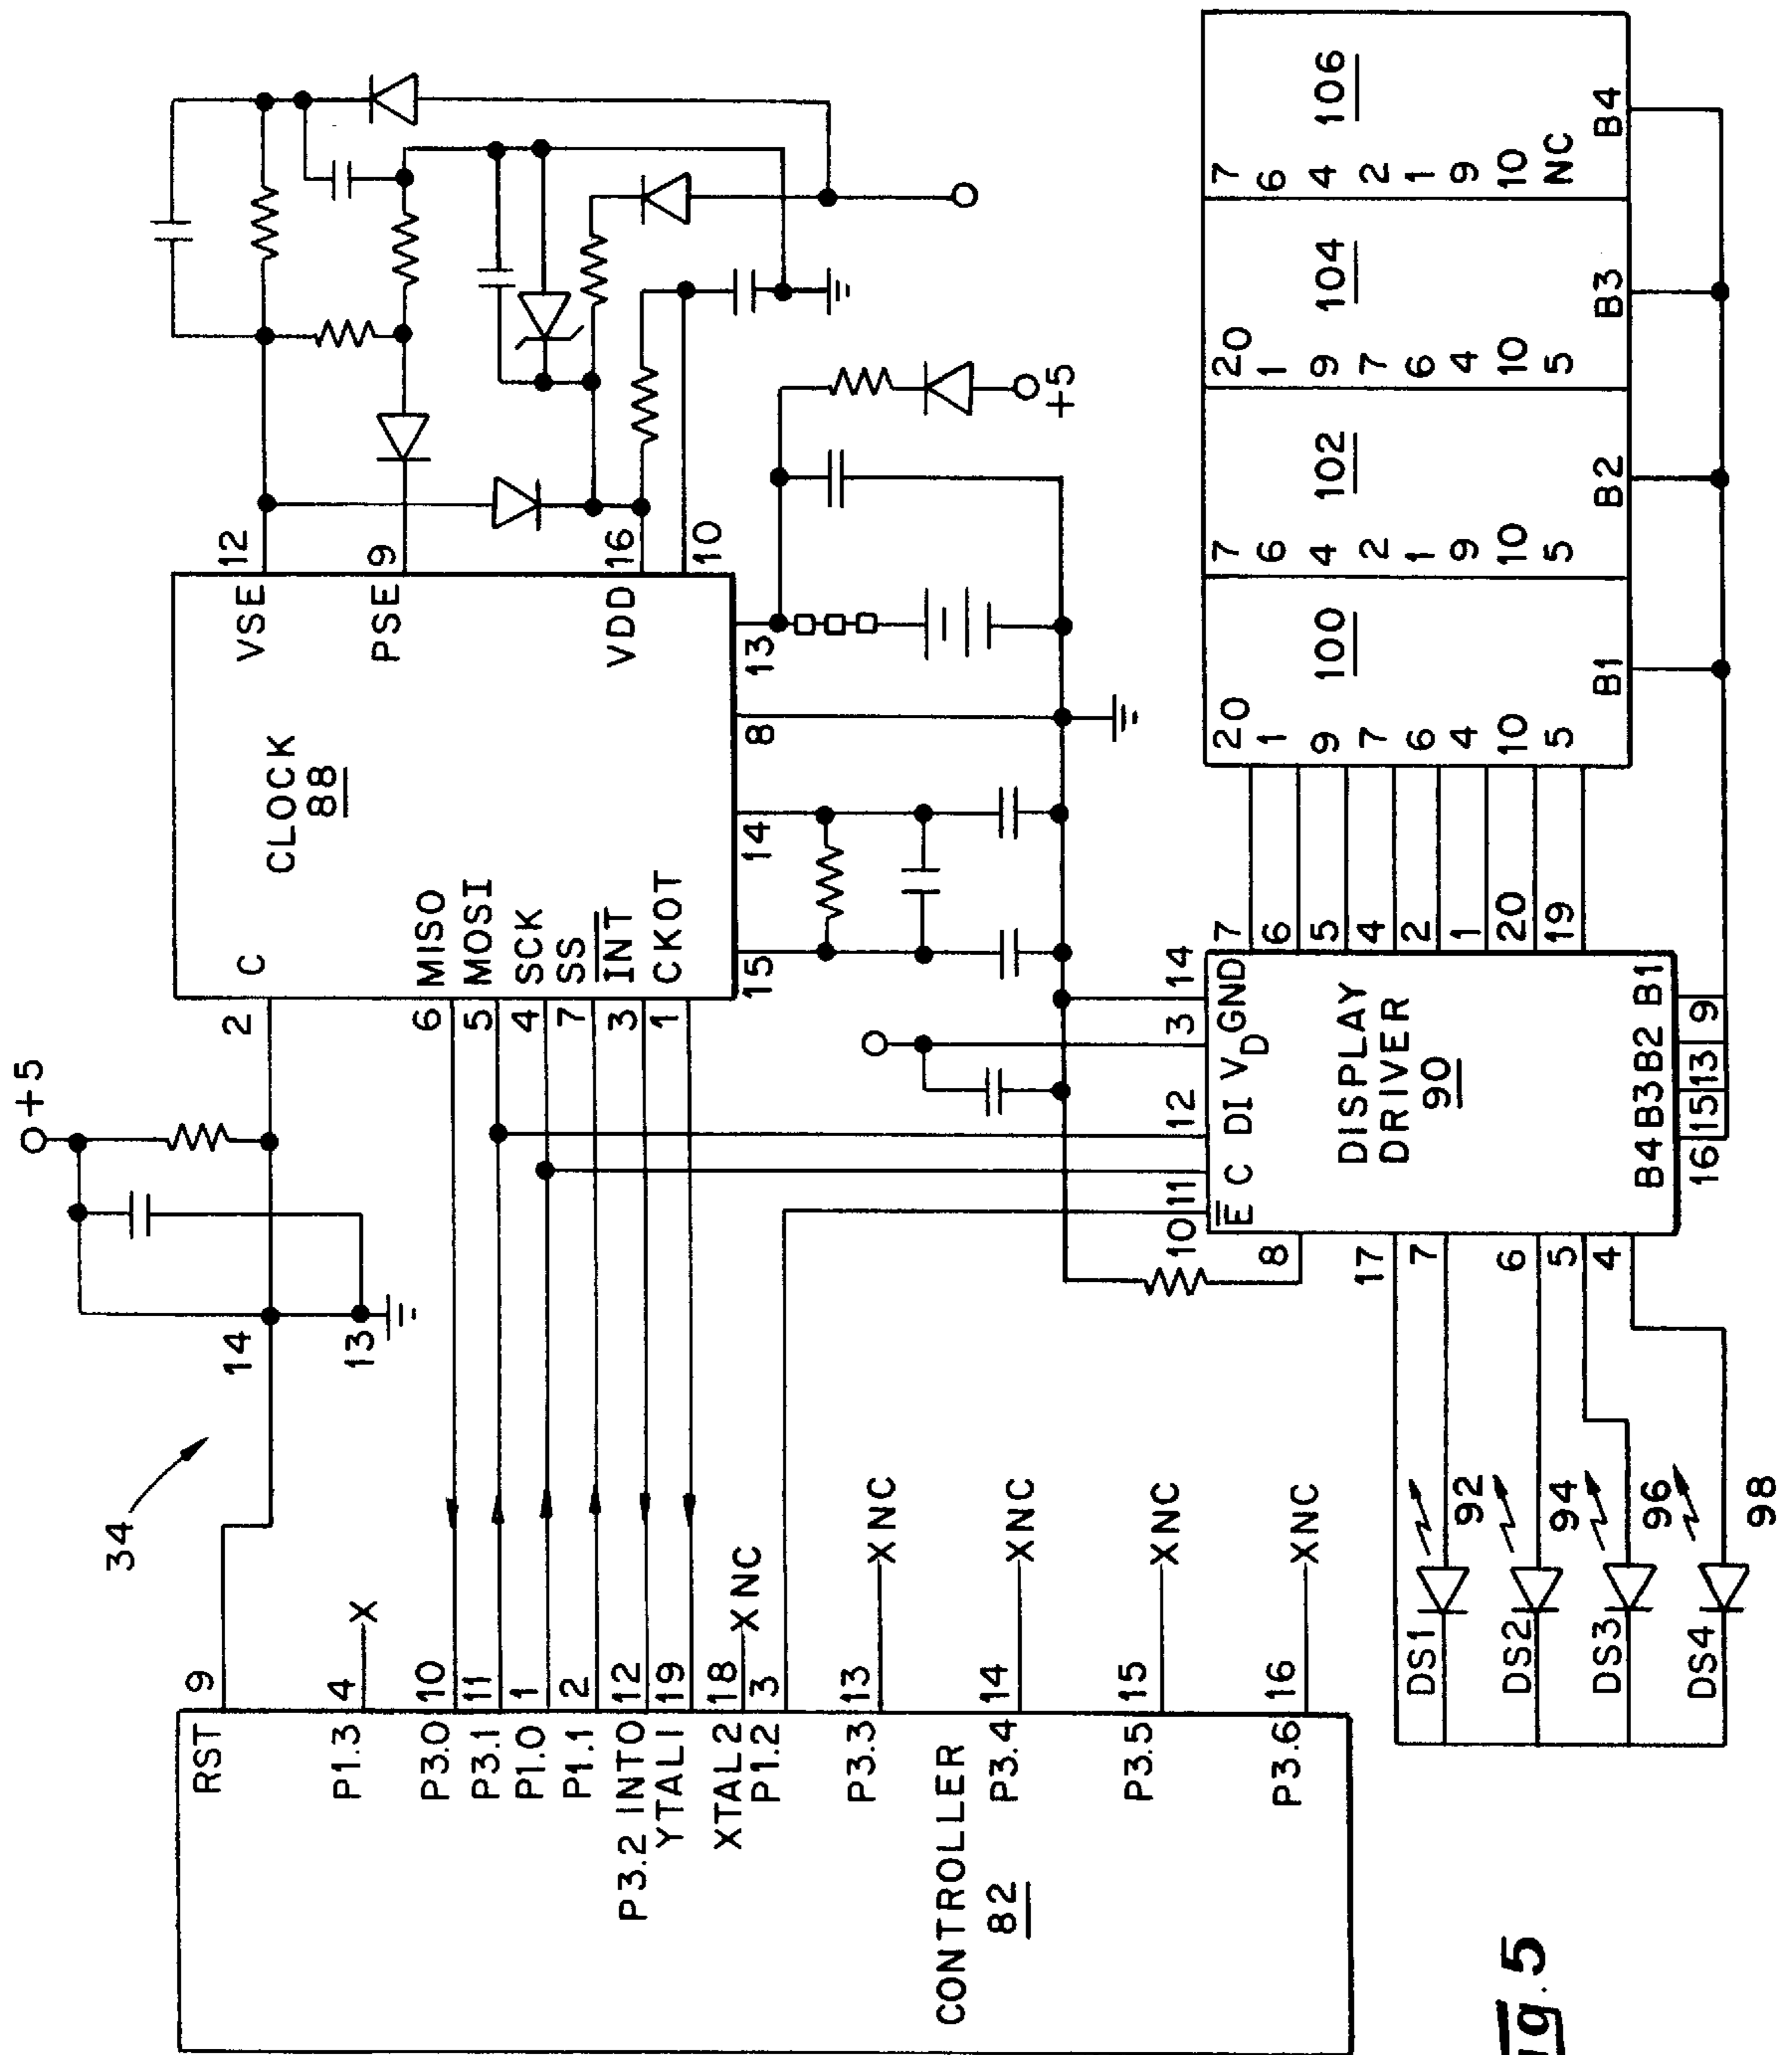 34
+5
14
13
CONTROLLER
82
RST
9
P1.3
4
X
P3.0
10
P3.1
11
P1.0
1
P1.1
2
P3.2 INTO
12
YTALI
19
XTAL2
18
XNC
P1.2
3
P3.3
13
XNC
P3.4
14
XNC
P3.5
15
XNC
P3.6
16
XNC
CLOCK
88
2
C
6
MISO
5
MOSI
4
SCK
7
SS
3
INT
1
CKOT
VSE
12
PSE
9
VDD
16
10
15
14
8
13
+5
DISPLAY
DRIVER
90
10
11
12
3
14
E
C
DI
VD
GND
8
17
7
6
5
4
7
6
5
4
2
1
20
19
B4
B3
B2
B1
16
15
13
9
DS1
92
DS2
94
DS3
96
DS4
98
100
20
1
9
7
6
4
10
5
B1
102
7
6
4
2
1
9
10
5
B2
104
20
1
9
7
6
4
10
5
B3
106
7
6
4
2
1
9
10
NC
B4
ig. 5